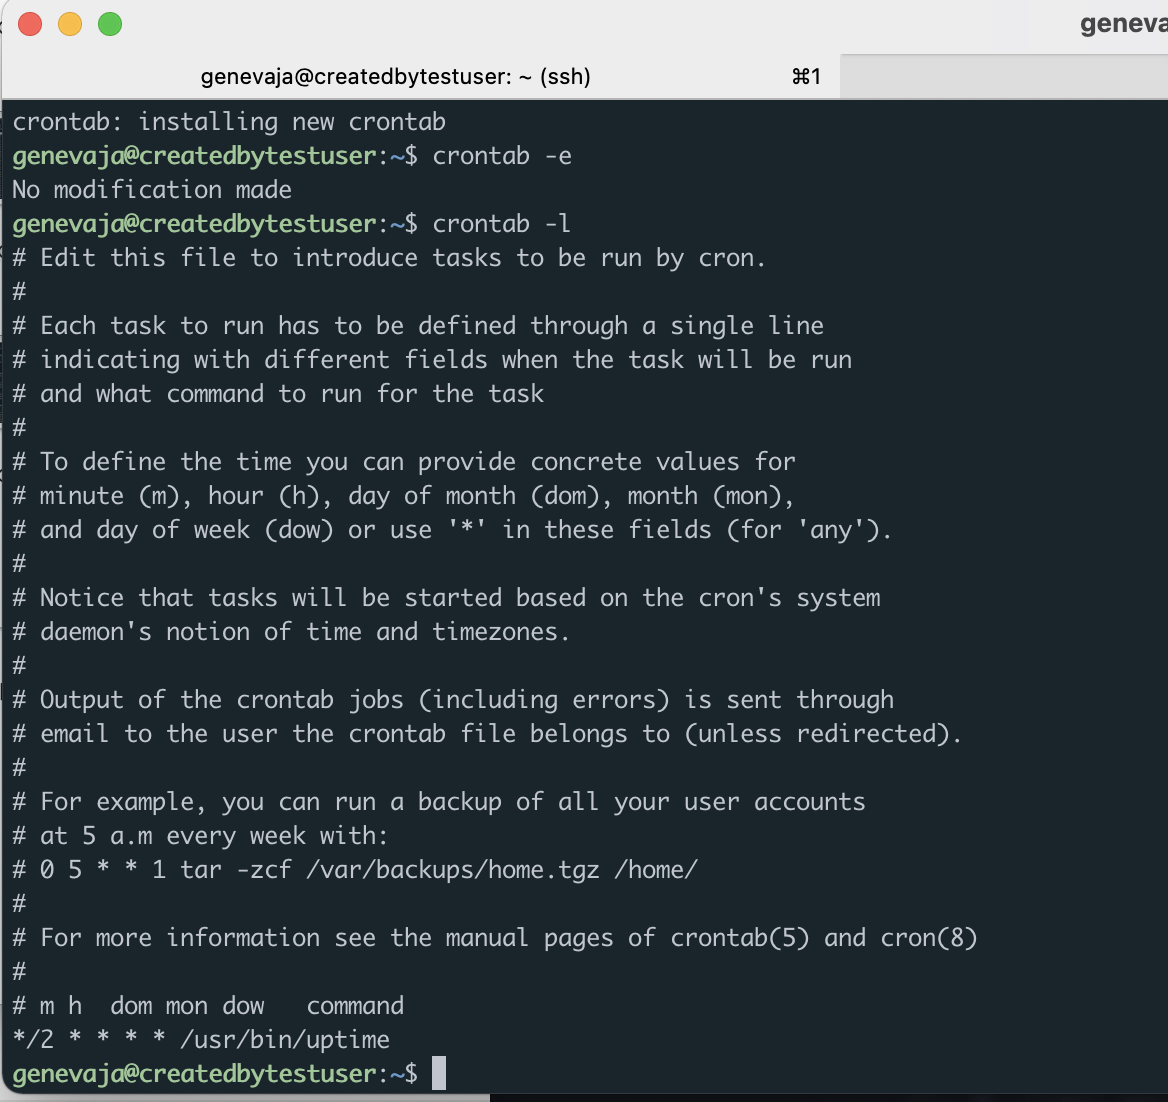 geneva
genevaja@createdbytestuser: ~ (ssh) ⌘1
crontab: installing new crontab
genevaja@createdbytestuser:~$ crontab -e
No modification made
genevaja@createdbytestuser:~$ crontab -l
# Edit this file to introduce tasks to be run by cron.
#
# Each task to run has to be defined through a single line
# indicating with different fields when the task will be run
# and what command to run for the task
#
# To define the time you can provide concrete values for
# minute (m), hour (h), day of month (dom), month (mon),
# and day of week (dow) or use '*' in these fields (for 'any').
#
# Notice that tasks will be started based on the cron's system
# daemon's notion of time and timezones.
#
# Output of the crontab jobs (including errors) is sent through
# email to the user the crontab file belongs to (unless redirected).
#
# For example, you can run a backup of all your user accounts
# at 5 a.m every week with:
# 0 5 * * 1 tar -zcf /var/backups/home.tgz /home/
#
# For more information see the manual pages of crontab(5) and cron(8)
#
# m h  dom mon dow   command
*/2 * * * * /usr/bin/uptime
genevaja@createdbytestuser:~$